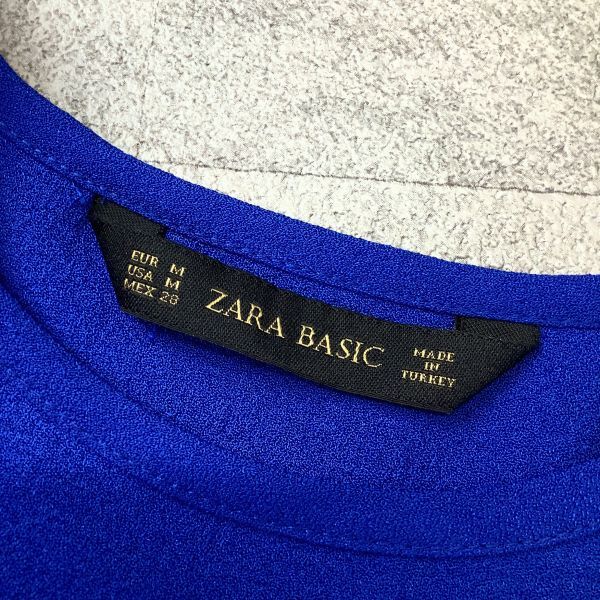 EUR M
USA M
MEX 28
ZARA BASIC
MADE
IN
TURKEY